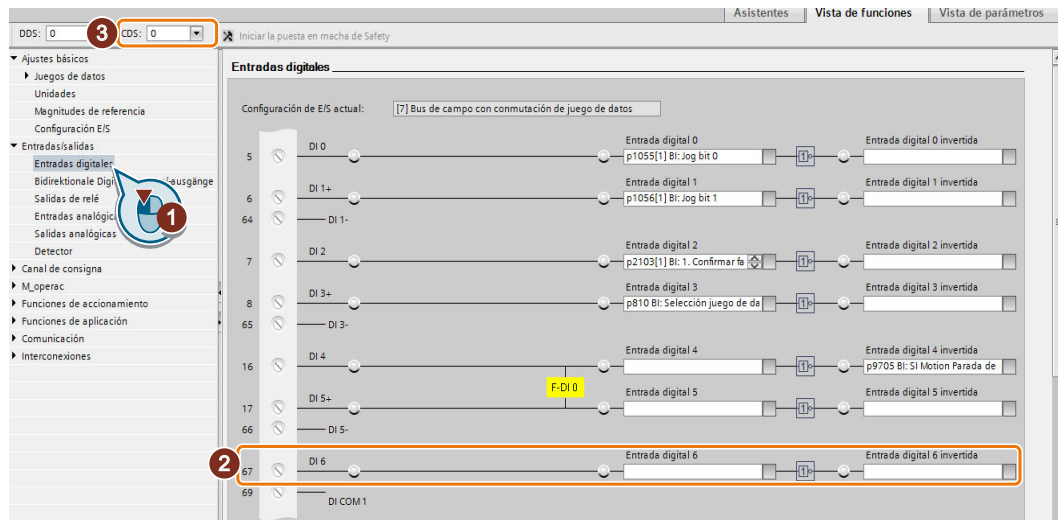 Asistentes Vista de funciones Vista de parámetros
DDS: 0 3 CDS: 0 Iniciar la puesta en macha de Safety
Ajustes básicos
Juegos de datos
Unidades
Magnitudes de referencia
Configuración E/S
Entradas/salidas
Entradas digitales
Bidirektionale Digi ausgänge
Salidas de relé
Entradas analógic
Salidas analógicas
Detector
Canal de consigna
M_operac
Funciones de accionamiento
Funciones de aplicación
Comunicación
Interconexiones
1
Entradas digitales
Configuración de E/S actual: [7] Bus de campo con conmutación de juego de datos
Entrada digital 0 Entrada digital 0 invertida
5 DI 0 p1055[1] BI: Jog bit 0 1
Entrada digital 1 Entrada digital 1 invertida
6 DI 1+ p1056[1] BI: Jog bit 1 1
64 DI 1-
Entrada digital 2 Entrada digital 2 invertida
7 DI 2 p2103[1] BI: 1. Confirmar fa 1
Entrada digital 3 Entrada digital 3 invertida
8 DI 3+ p810 BI: Selección juego de da 1
65 DI 3-
Entrada digital 4 Entrada digital 4 invertida
16 DI 4 1 p9705 BI: SI Motion Parada de
F-DI 0
Entrada digital 5 Entrada digital 5 invertida
17 DI 5+ 1
66 DI 5-
2
Entrada digital 6 Entrada digital 6 invertida
67 DI 6 1
69 DI COM 1